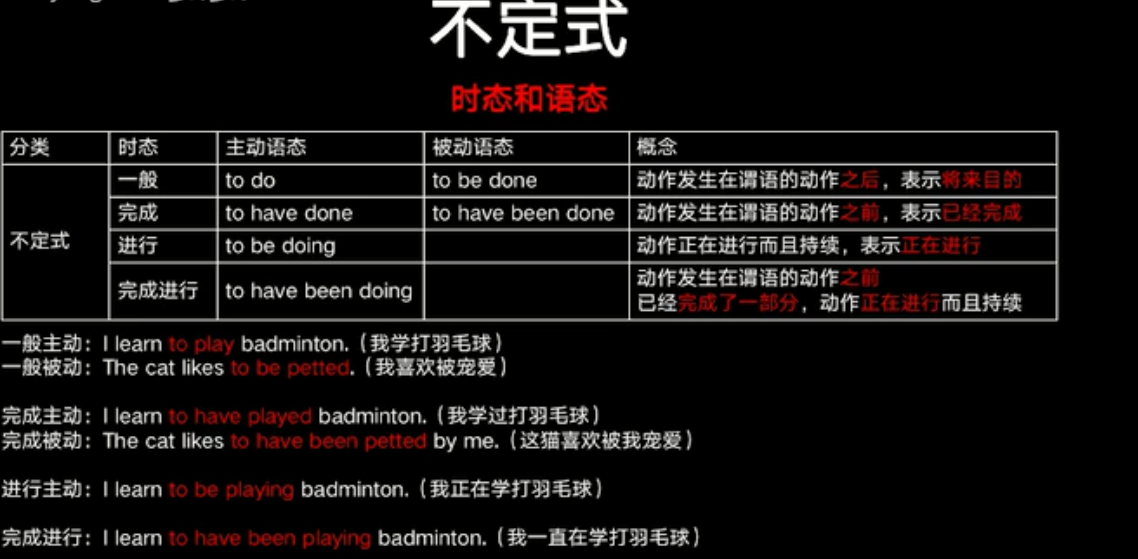 不定式
时态和语态
分类 时态 主动语态 被动语态 概念
不定式
一般 to do to be done 动作发生在谓语的动作之后，表示将来目的
完成 to have done to have been done 动作发生在谓语的动作之前，表示已经完成
进行 to be doing 动作正在进行而且持续，表示正在进行
完成进行 to have been doing 动作发生在谓语的动作之前
已经完成了一部分，动作正在进行而且持续
一般主动：I learn to play badminton.（我学打羽毛球）
一般被动：The cat likes to be petted.（我喜欢被宠爱）
完成主动：I learn to have played badminton.（我学过打羽毛球）
完成被动：The cat likes to have been petted by me.（这猫喜欢被我宠爱）
进行主动：I learn to be playing badminton.（我正在学打羽毛球）
完成进行：I learn to have been playing badminton.（我一直在学打羽毛球）